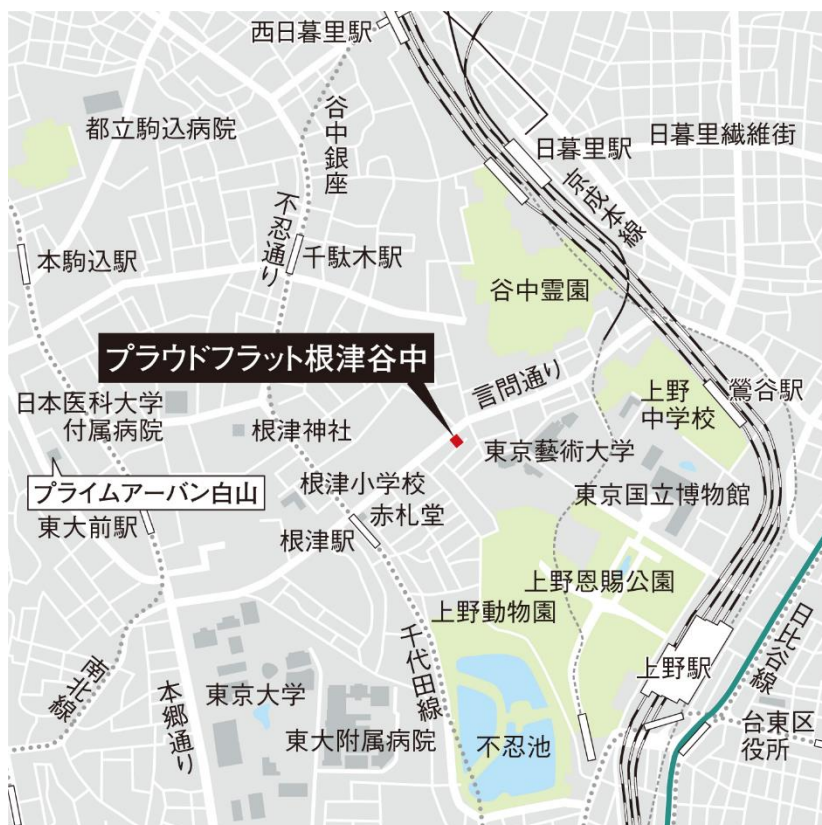 西日暮里駅
都立駒込病院
谷中銀座
日暮里駅
日暮里繊維街
京成本線
不忍通り
本駒込駅
千駄木駅
谷中霊園
プラウドフラット根津谷中
言問通り
上野
中学校
鶯谷駅
日本医科大学
付属病院
根津神社
東京藝術大学
プライムアーバン白山
根津小学校
東京国立博物館
赤札堂
東大前駅
根津駅
上野恩賜公園
上野動物園
千代田線
日比谷線
上野駅
南北線
本郷通り
東京大学
東大附属病院
不忍池
台東区
役所